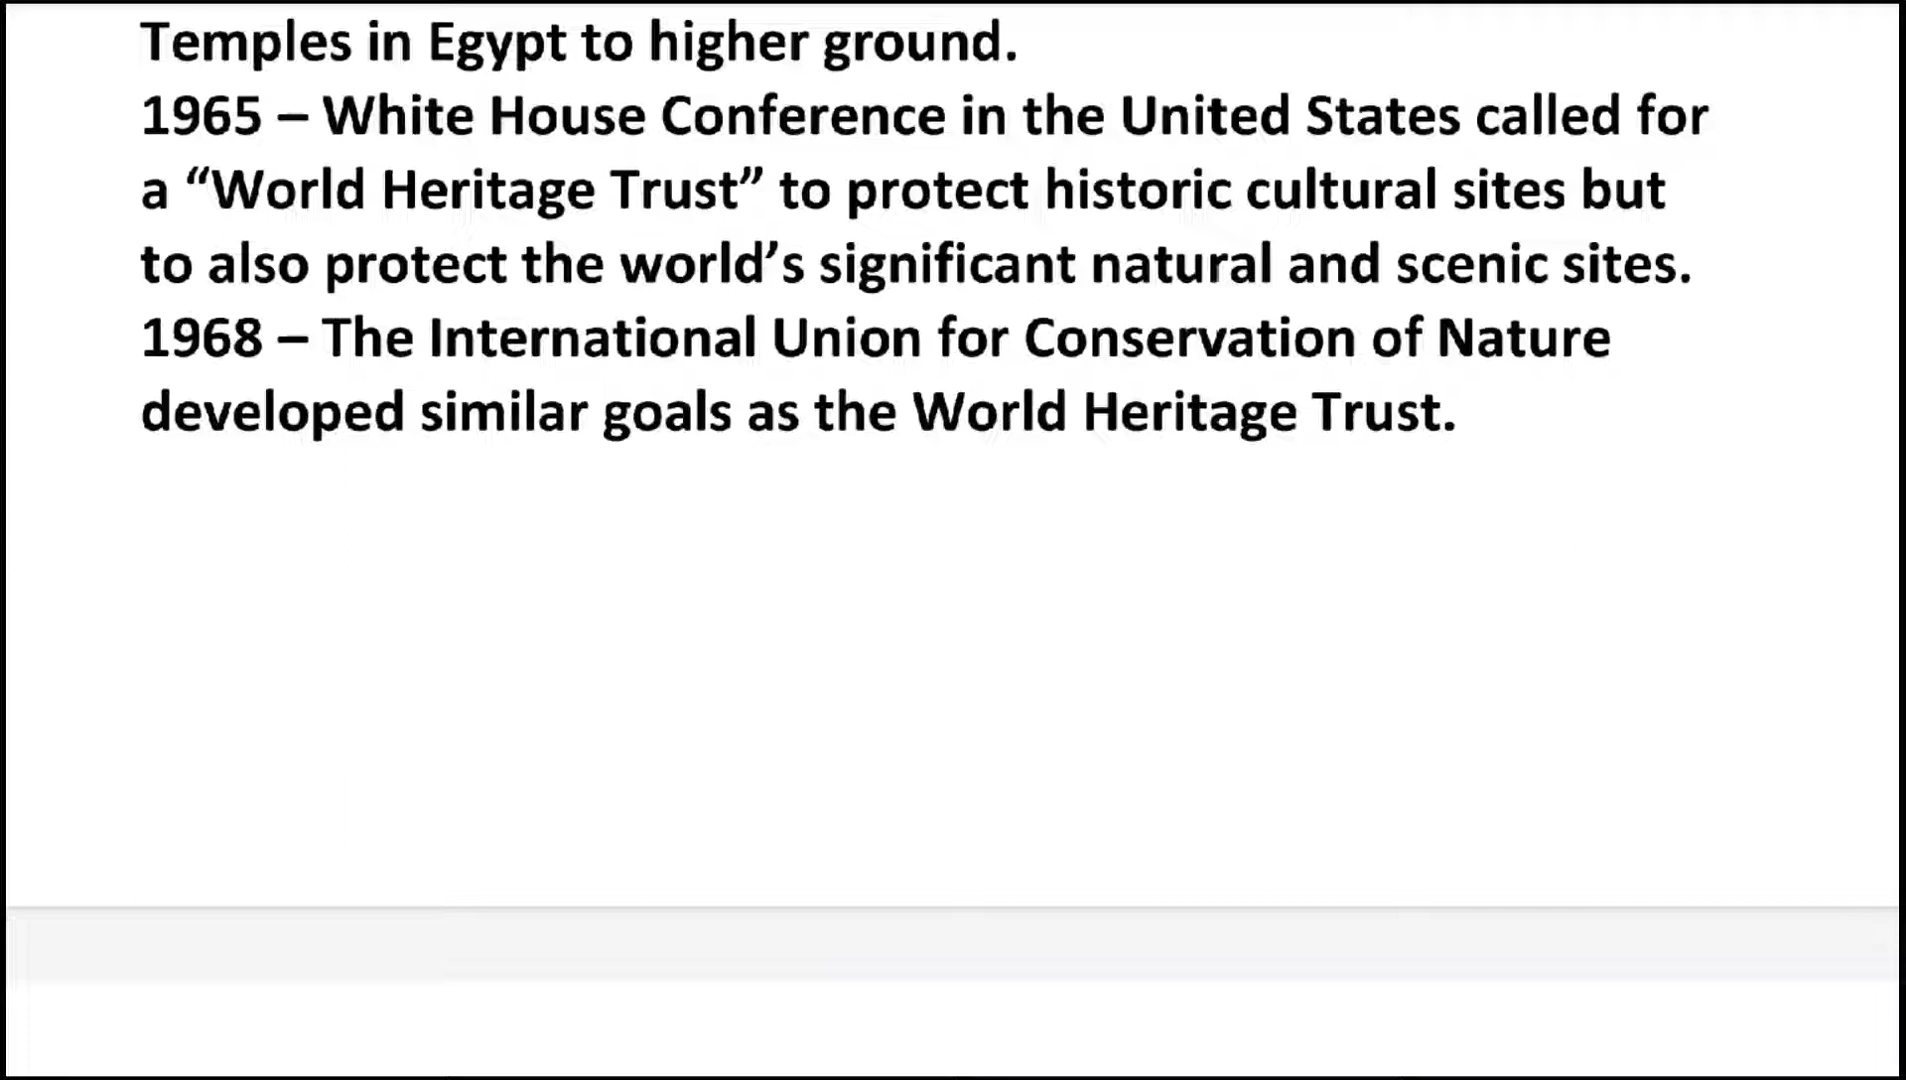 Temples in Egypt to higher ground.
1965 – White House Conference in the United States called for
a “World Heritage Trust” to protect historic cultural sites but
to also protect the world’s significant natural and scenic sites.
1968 – The International Union for Conservation of Nature
developed similar goals as the World Heritage Trust.